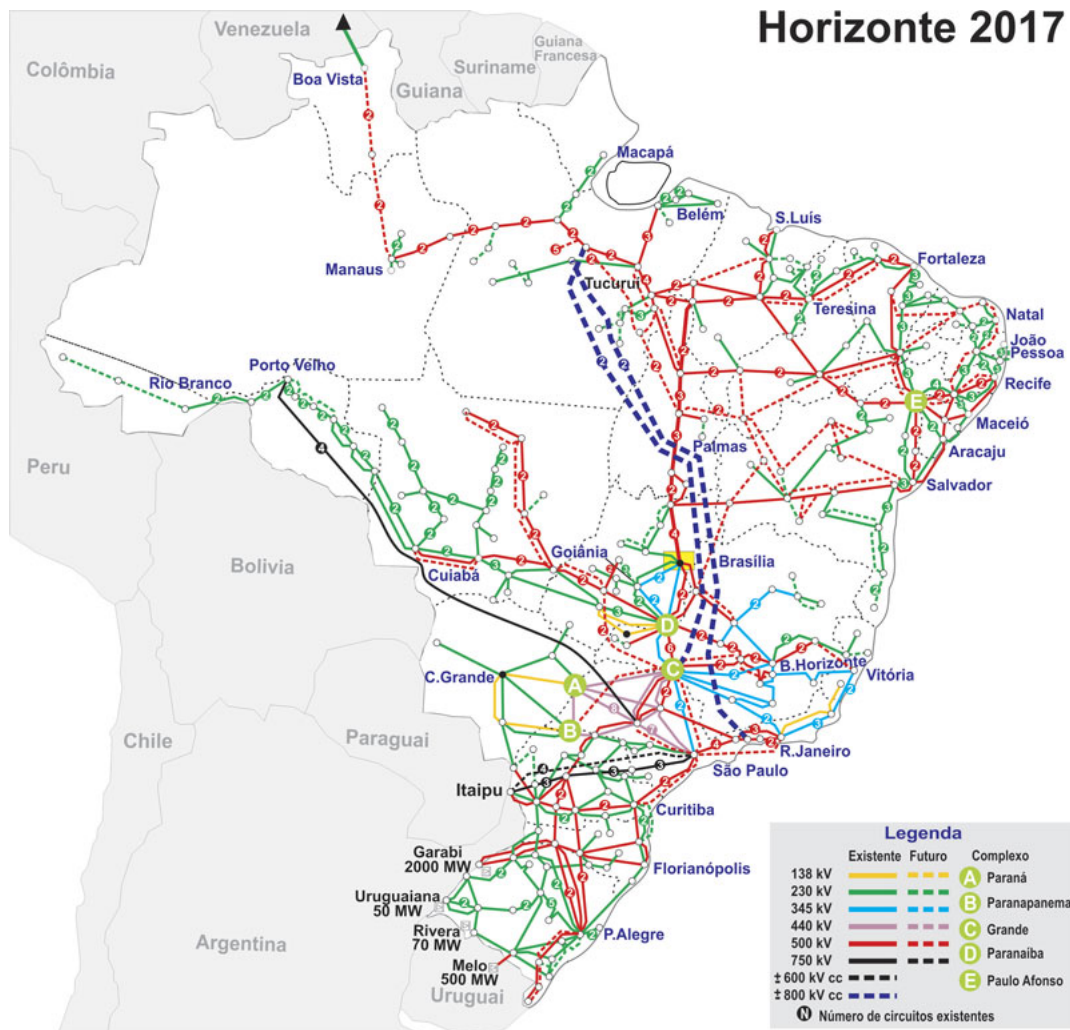 Horizonte 2017
Venezuela
Guiana
Francesa
Suriname
Colômbia
Boa Vista
Guiana
Macapá
Belém
S.Luís
Manaus
Fortaleza
Tucuruí
Teresina
Natal
João
Pessoa
Porto Velho
Rio Branco
Recife
E
Maceió
Palmas
Aracaju
Peru
Salvador
Goiânia
Brasília
Cuiabá
Bolivia
D
B.Horizonte
C
Vitória
C.Grande
A
B
Chile
Paraguai
R.Janeiro
São Paulo
Itaipu
Curitiba
Garabi
2000 MW
Florianópolis
Uruguaiana
50 MW
Rivera
70 MW
P.Alegre
Argentina
Melo
500 MW
Uruguai
Legenda
Existente Futuro Complexo
138 kV A Paraná
230 kV B Paranapanema
345 kV
440 kV C Grande
500 kV D Paranaíba
750 kV
±600 kV cc E Paulo Afonso
±800 kV cc
N Número de circuitos existentes